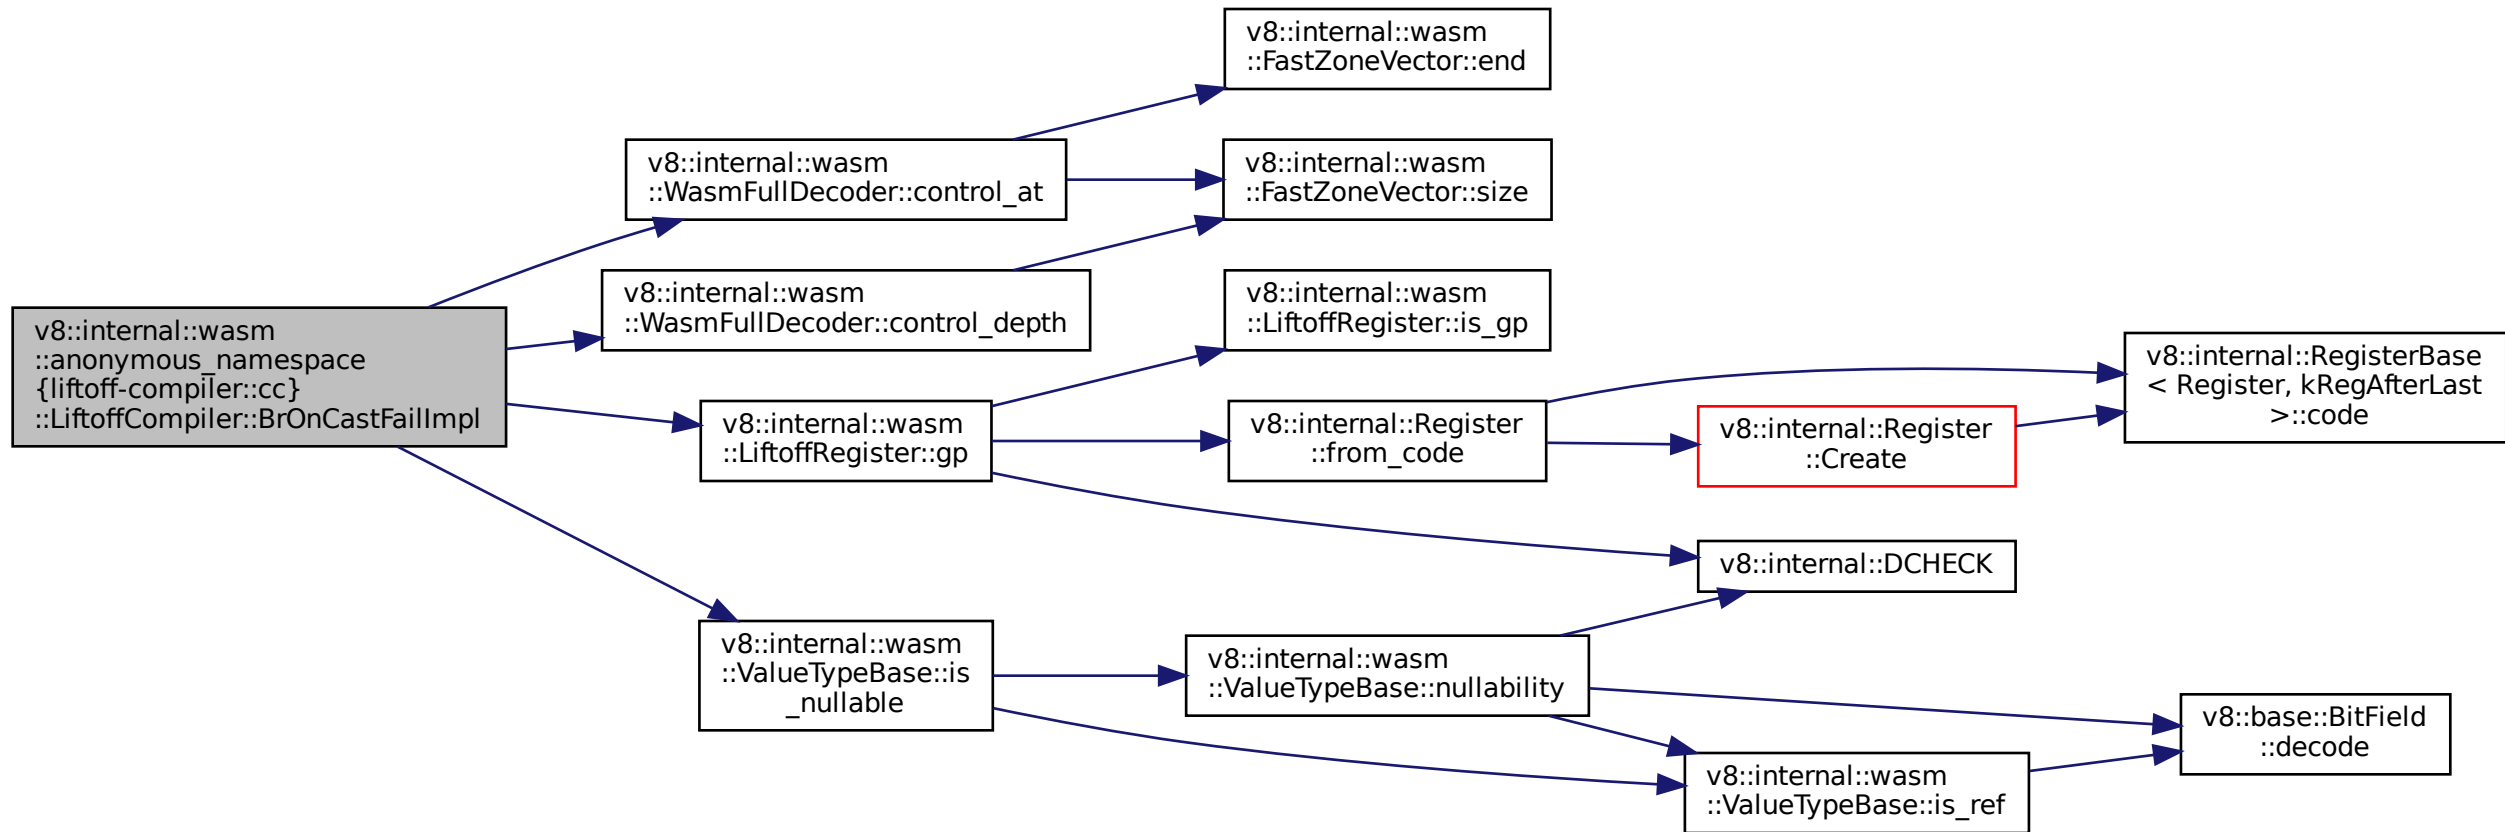 v8::internal::wasm
::anonymous_namespace
{liftoff-compiler::cc}
::LiftoffCompiler::BrOnCastFailImpl
v8::internal::wasm
::WasmFullDecoder::control_at
v8::internal::wasm
::FastZoneVector::end
v8::internal::wasm
::FastZoneVector::size
v8::internal::wasm
::WasmFullDecoder::control_depth
v8::internal::wasm
::LiftoffRegister::gp
v8::internal::wasm
::LiftoffRegister::is_gp
v8::internal::Register
::from_code
v8::internal::RegisterBase
< Register, kRegAfterLast
>::code
v8::internal::Register
::Create
v8::internal::DCHECK
v8::internal::wasm
::ValueTypeBase::is
_nullable
v8::internal::wasm
::ValueTypeBase::nullability
v8::internal::wasm
::ValueTypeBase::is_ref
v8::base::BitField
::decode